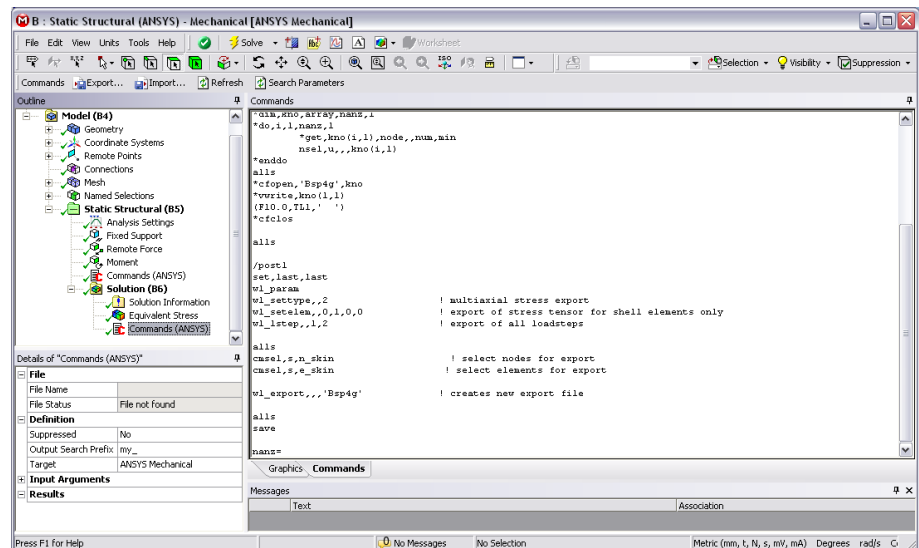 B : Static Structural (ANSYS) - Mechanical [ANSYS Mechanical]
File Edit View Units Tools Help Solve Worksheet
Selection Visibility Suppression
Commands Export... Import... Refresh Search Parameters
Outline
Model (B4)
Geometry
Coordinate Systems
Remote Points
Connections
Mesh
Named Selections
Static Structural (B5)
Analysis Settings
Fixed Support
Remote Force
Moment
Commands (ANSYS)
Solution (B6)
Solution Information
Equivalent Stress
Commands (ANSYS)
Details of "Commands (ANSYS)"
File
File Name
File Status File not found
Definition
Suppressed No
Output Search Prefix my_
Target ANSYS Mechanical
Input Arguments
Results
Commands
*dim,kno,array,nanz,1
*do,i,1,nanz,1
*get,kno(i,1),node,,num,min
nsel,u,,,kno(i,1)
*enddo
alls
*cfopen,'Bsp4g',kno
*vwrite,kno(1,1)
(F10.0,TL1,' ')
*cfclos
alls
/post1
set,last,last
wl_param
wl_settype,,2 ! multiaxial stress export
wl_setelem,,0,1,0,0 ! export of stress tensor for shell elements only
wl_lstep,,1,2 ! export of all loadsteps
alls
cmsel,s,n_skin ! select nodes for export
cmsel,s,e_skin ! select elements for export
wl_export,,,'Bsp4g' ! creates new export file
alls
save
nanz=
Graphics Commands
Messages
Text Association
Press F1 for Help 0 No Messages No Selection Metric (mm, t, N, s, mV, mA) Degrees rad/s C